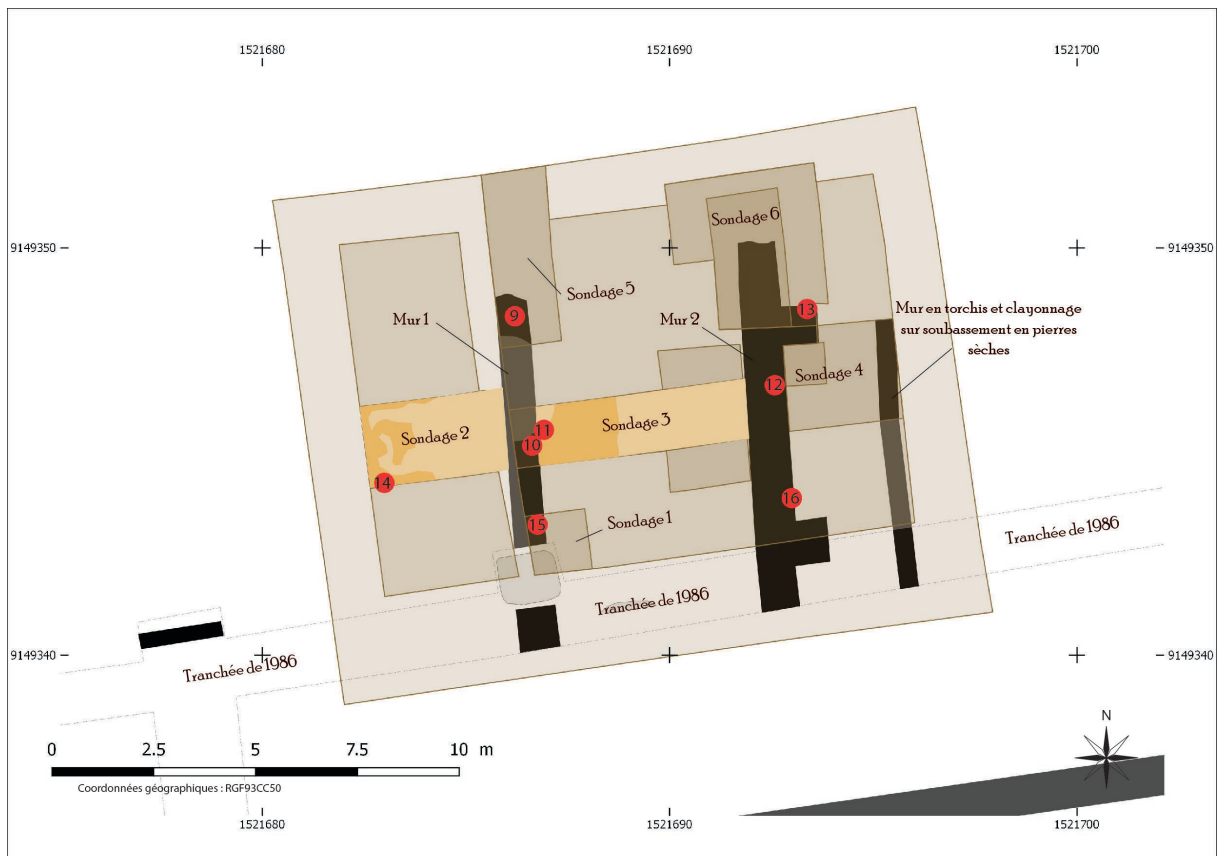 1521680
1521690
1521700
9149350
9149350
Sondage 6
Sondage 5
Mur 1
9
Mur 2
13
Mur en torchis et clayonnage
sur soubassement en pierres
sèches
12
Sondage 4
11
Sondage 3
Sondage 2
10
14
16
15
Sondage 1
Tranchée de 1986
Tranchée de 1986
Tranchée de 1986
9149340
9149340
N
0
2.5
5
7.5
10 m
Coordonnées géographiques : RGF93CC50
1521680
1521690
1521700